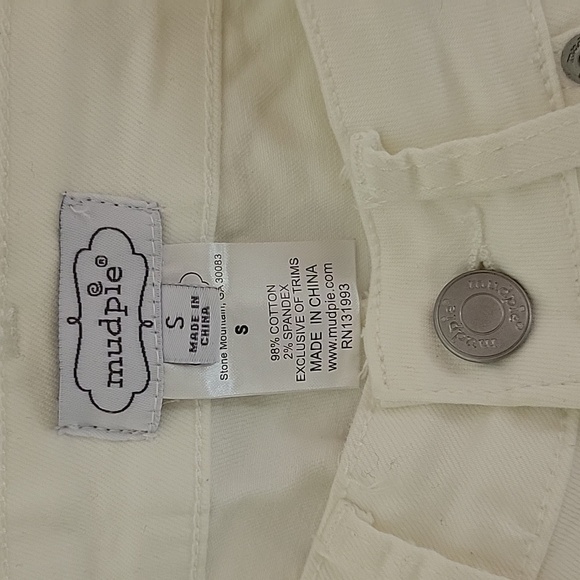 mudpie®
S
MADE IN
CHINA
Stone Mountain, GA 30083
S
98% COTTON
2% SPANDEX
EXCLUSIVE OF TRIMS
MADE IN CHINA
www.mudpie.com
RN131993
mudpie
mudpie